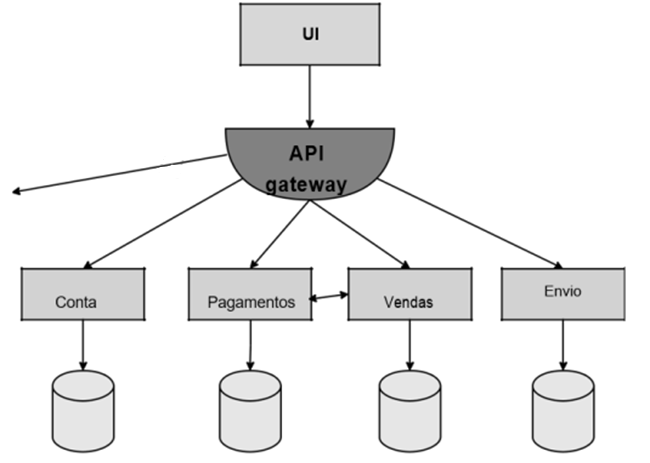 UI
API
gateway
Conta
Pagamentos
Vendas
Envio